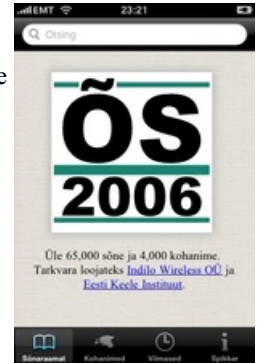 EMT 23:21
Otsing
e
ÕS
2006
Üle 65,000 sõne ja 4,000 kohanime.
Tarkvara loojateks Indilo Wireless OÜ ja
Eesti Keele Instituut.
Sõnaraamat Kohanimed Viimased Spikker